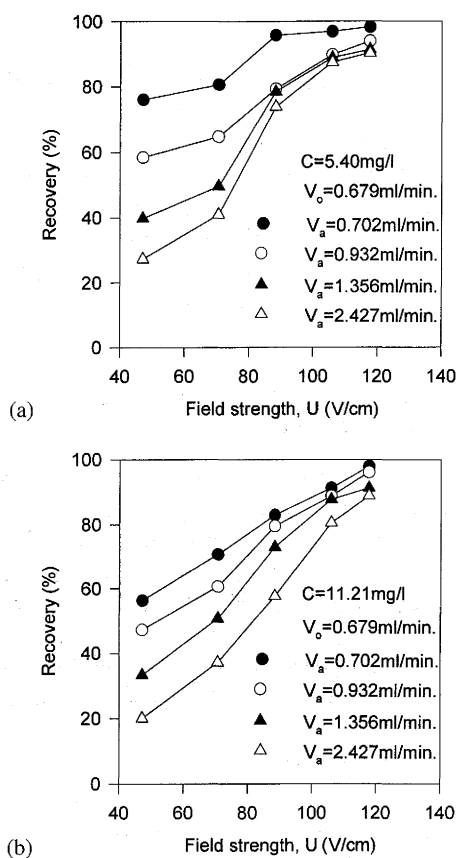 100
80
60
40
20
0
Recovery (%)
C=5.40mg/l
Vo=0.679ml/min.
Va=0.702ml/min.
Va=0.932ml/min.
Va=1.356ml/min.
Va=2.427ml/min.
40 60 80 100 120 140
(a)
Field strength, U (V/cm)
100
80
60
40
20
0
Recovery (%)
C=11.21mg/l
Vo=0.679ml/min.
Va=0.702ml/min.
Va=0.932ml/min.
Va=1.356ml/min.
Va=2.427ml/min.
40 60 80 100 120 140
(b)
Field strength, U (V/cm)